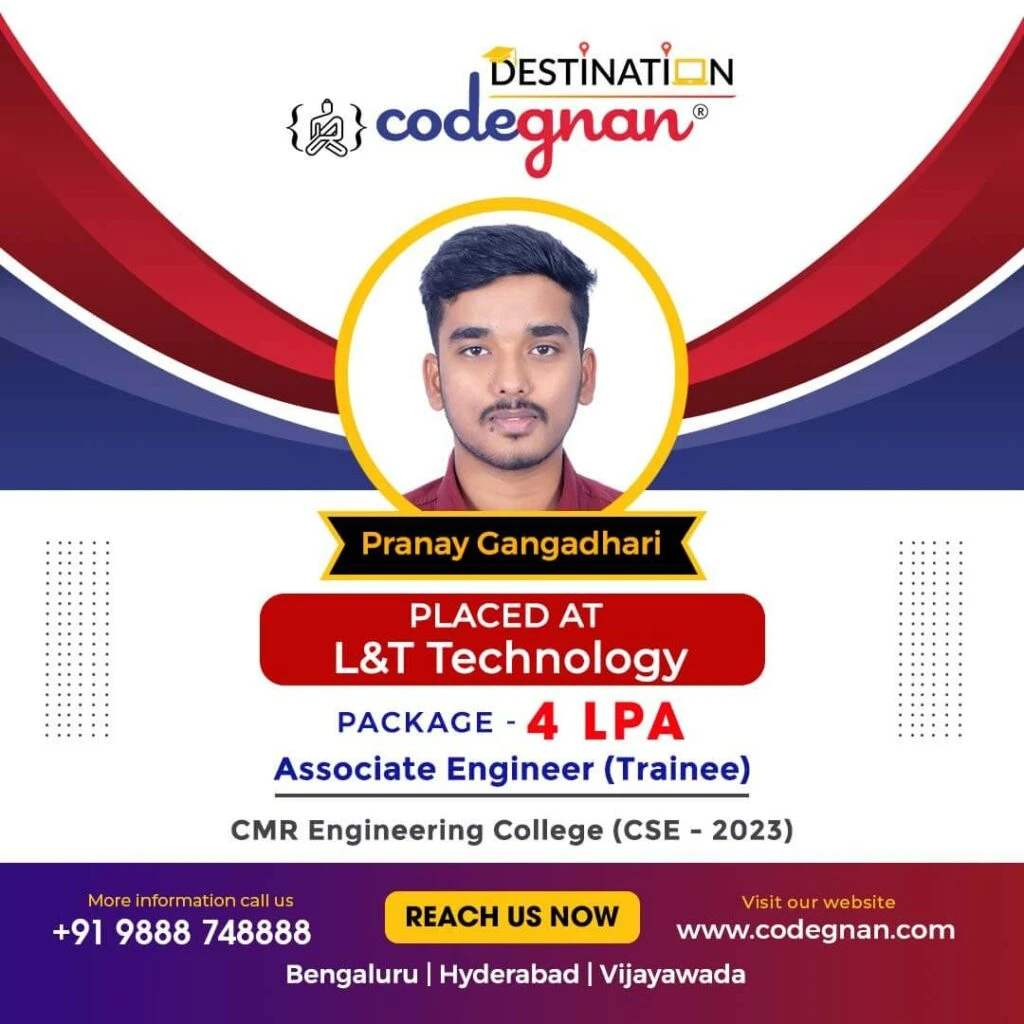 DESTINATION
codegnan®
Pranay Gangadhari
PLACED AT
L&T Technology
PACKAGE - 4 LPA
Associate Engineer (Trainee)
CMR Engineering College (CSE - 2023)
More information call us
+91 9888 748888
REACH US NOW
Visit our website
www.codegnan.com
Bengaluru | Hyderabad | Vijayawada